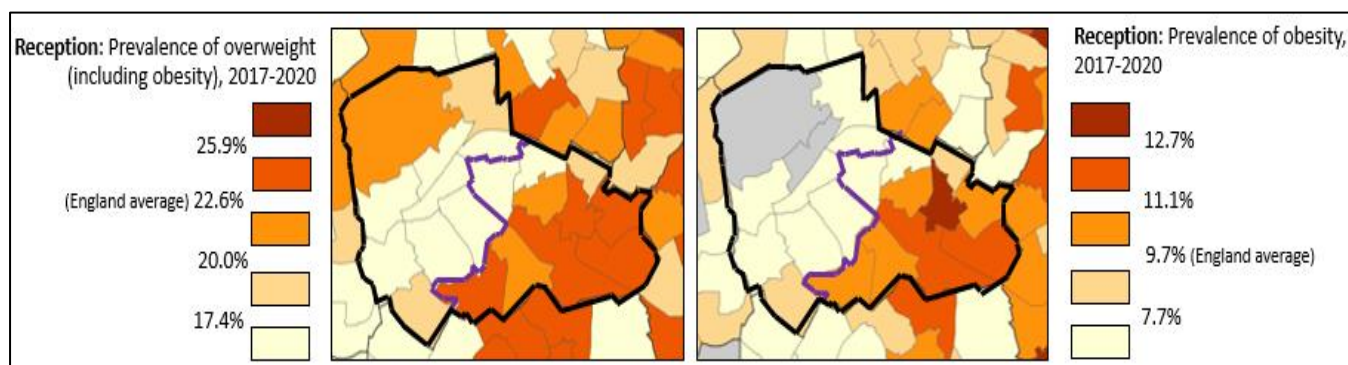 Reception: Prevalence of overweight
(including obesity), 2017-2020
25.9%
(England average) 22.6%
20.0%
17.4%
Reception: Prevalence of obesity,
2017-2020
12.7%
11.1%
9.7% (England average)
7.7%